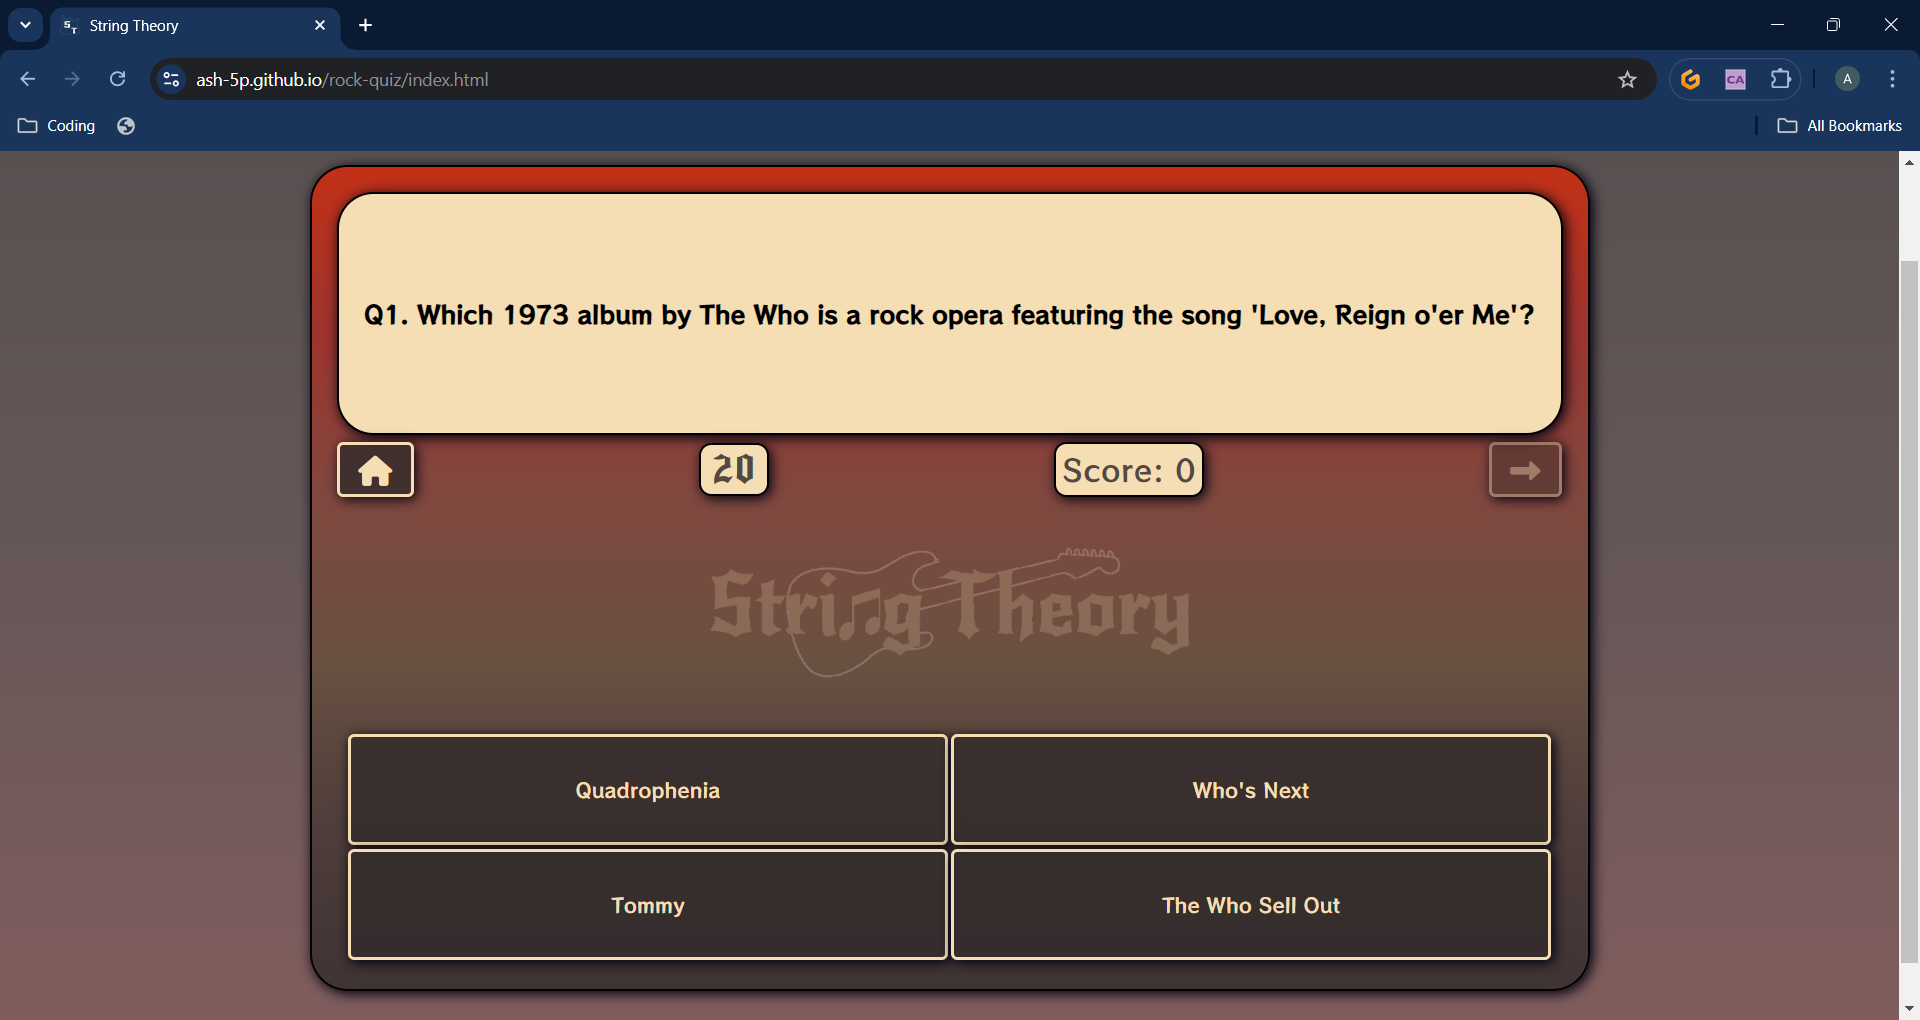 String Theory
ash-5p.github.io/rock-quiz/index.html
CA
A
Coding
All Bookmarks
Q1. Which 1973 album by The Who is a rock opera featuring the song 'Love, Reign o'er Me'?
20
Score: 0
String Theory
Quadrophenia
Who's Next
Tommy
The Who Sell Out